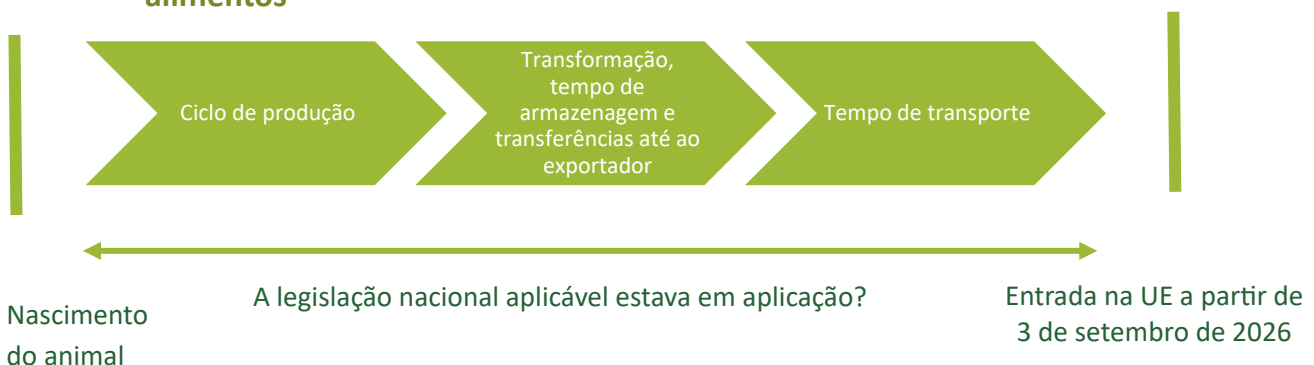 alimentos
Ciclo de produção
Transformação,
tempo de
armazenagem e
transferências até ao
exportador
Tempo de transporte
A legislação nacional aplicável estava em aplicação?
Nascimento
do animal
Entrada na UE a partir de
3 de setembro de 2026